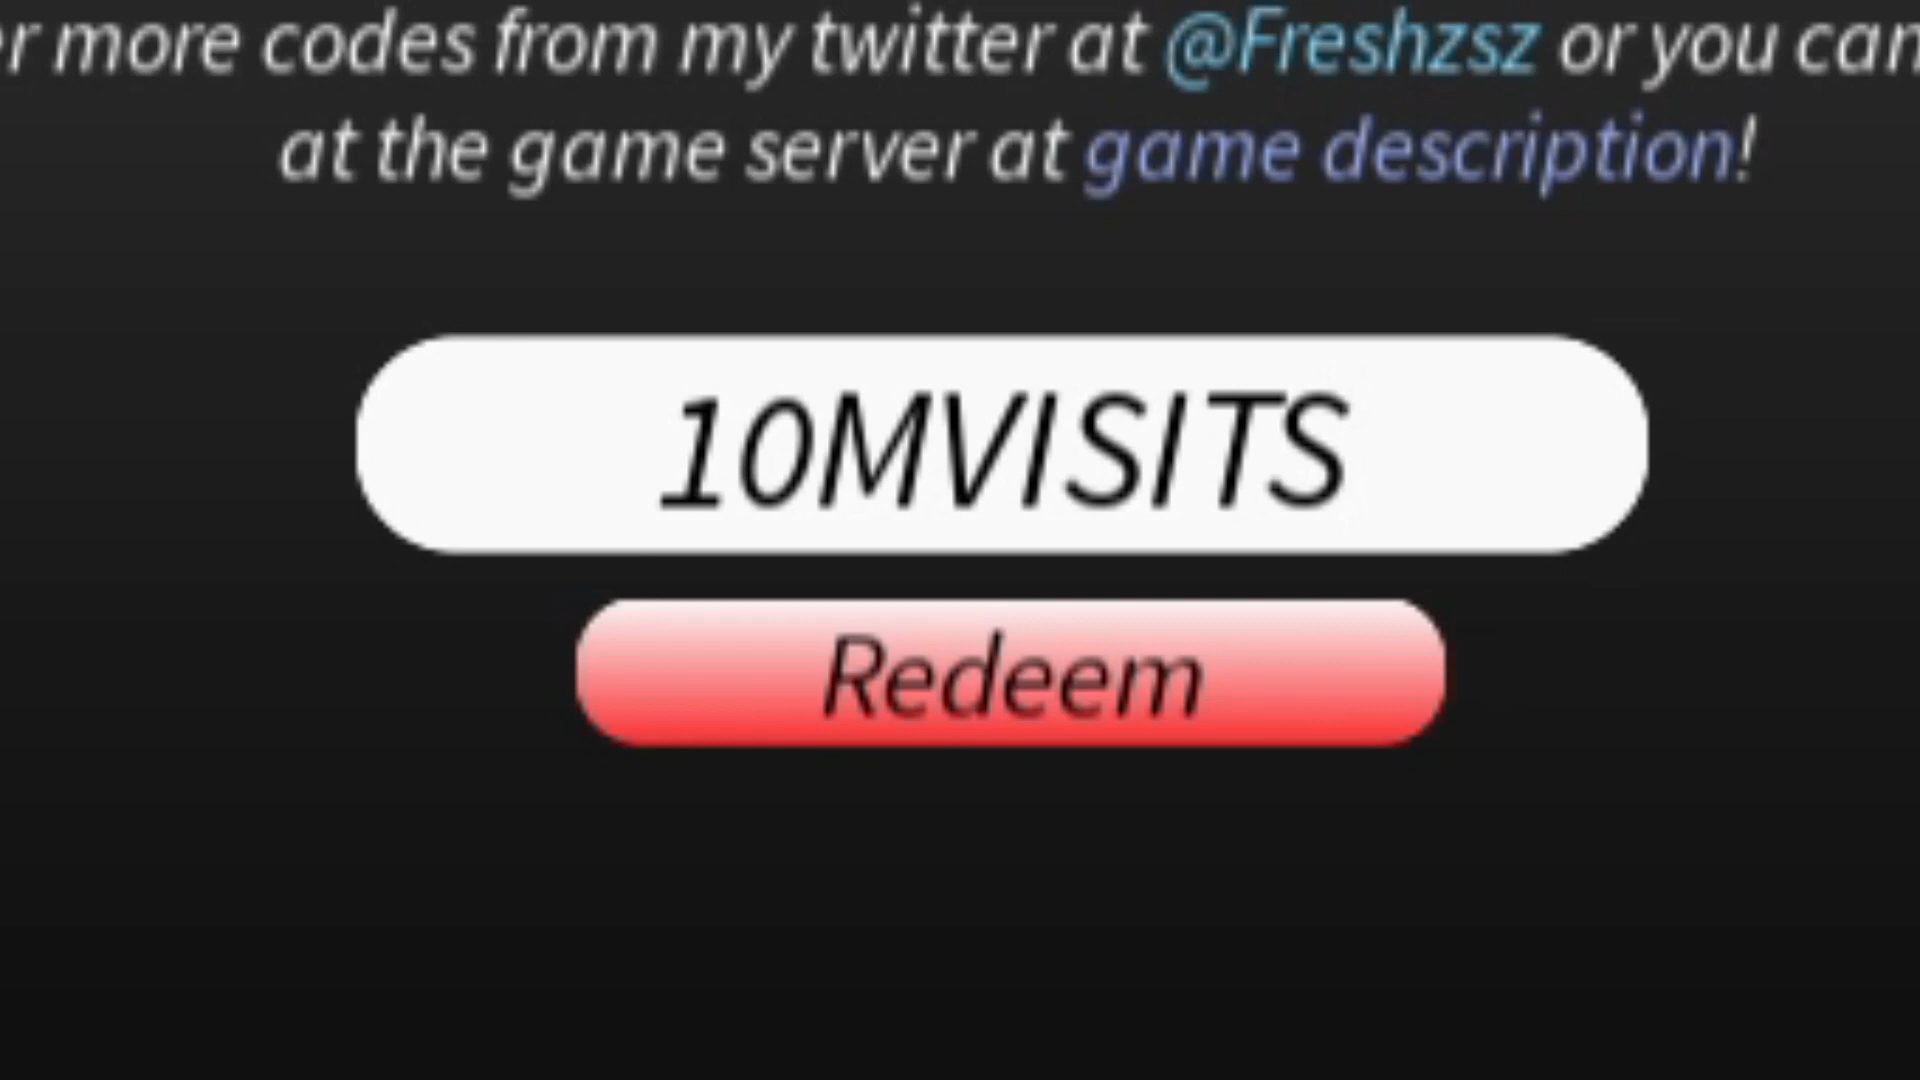 more codes from my twitter at @Freshzsz or you can
at the game server at game description!
10MVISITS
Redeem